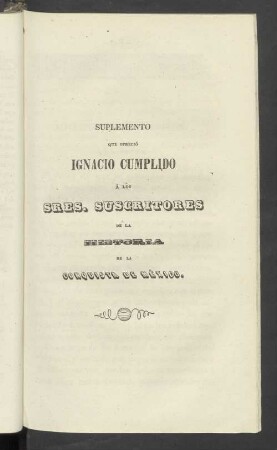 SUPLEMENTO
QUE OFRECIÓ
IGNACIO CUMPLIDO
Á LOS
SRES. SUSCRITORES
DE LA
HISTORIA
DE LA
CONQUISTA DE MÉXICO.